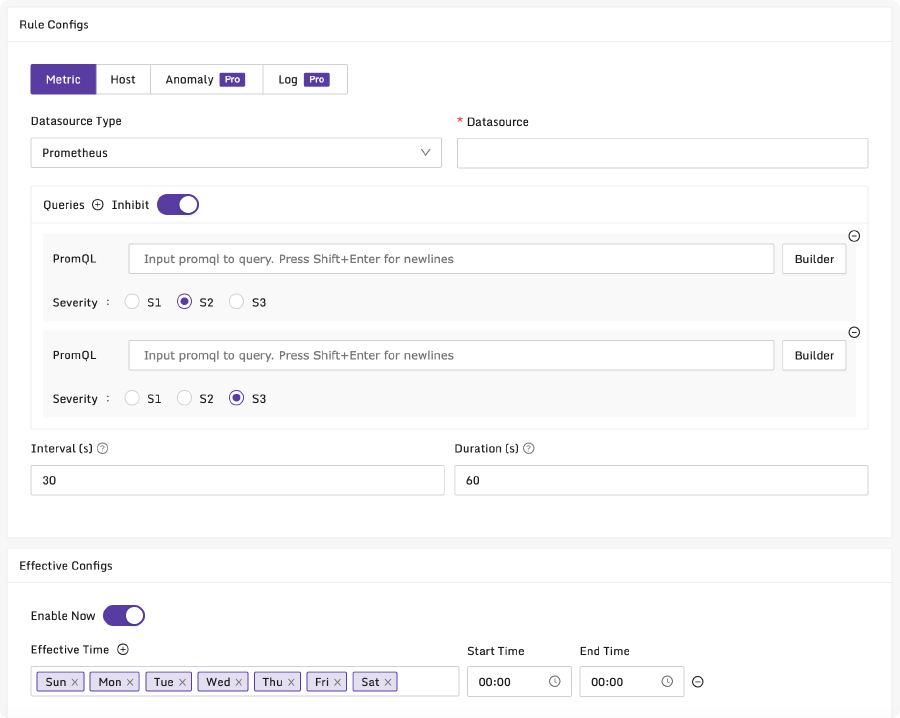 Rule Configs
Metric Host Anomaly Pro Log Pro
Datasource Type * Datasource
Prometheus
Queries Inhibit
PromQL Input promql to query. Press Shift+Enter for newlines Builder
Severity : S1 S2 S3
PromQL Input promql to query. Press Shift+Enter for newlines Builder
Severity : S1 S2 S3
Interval (s) ? Duration (s) ?
30 60
Effective Configs
Enable Now
Effective Time Start Time End Time
Sun × Mon × Tue × Wed × Thu × Fri × Sat × 00:00 00:00